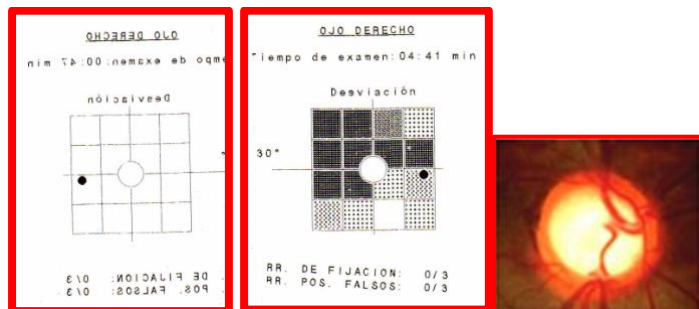 OJO DERECHO
empo de examen:00:47 min
Desviación
DE FIJACION: 0/3
POS. FALSOS: 0/3
OJO DERECHO
Tiempo de examen:04:41 min
Desviación
30°
RR. DE FIJACION: 0/3
RR. POS. FALSOS: 0/3